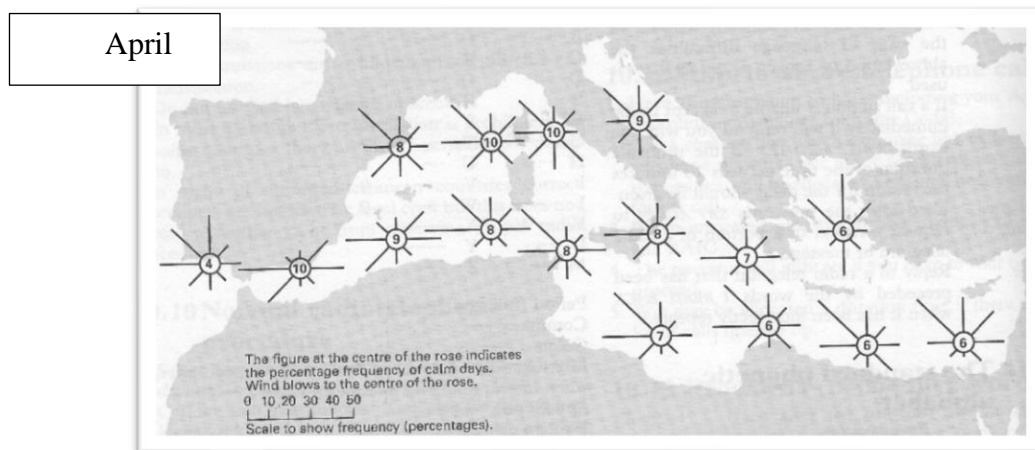 April
8
10
10
9
4
10
9
8
8
8
7
6
7
6
6
6
The figure at the centre of the rose indicates
the percentage frequency of calm days.
Wind blows to the centre of the rose.
0 10 20 30 40 50
Scale to show frequency (percentages).